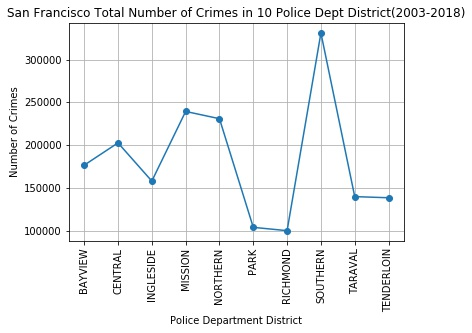 San Francisco Total Number of Crimes in 10 Police Dept District(2003-2018)
Number of Crimes
300000
250000
200000
150000
100000
BAYVIEW
CENTRAL
INGLESIDE
MISSION
NORTHERN
PARK
RICHMOND
SOUTHERN
TARAVAL
TENDERLOIN
Police Department District